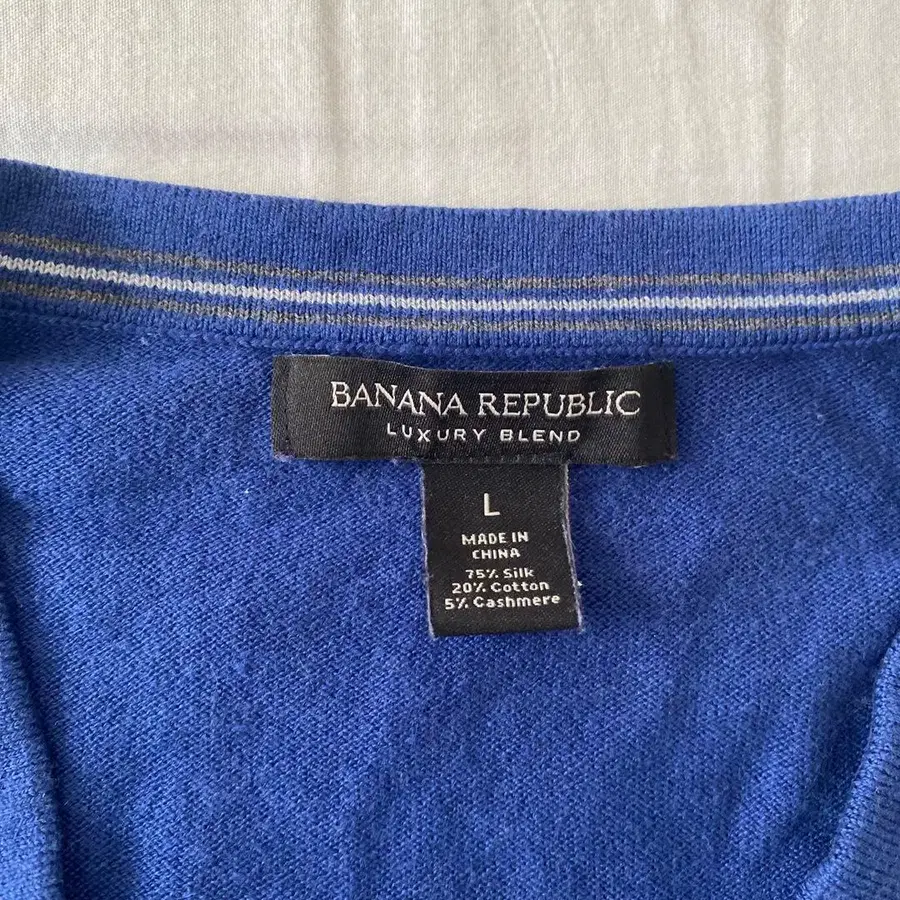 BANANA REPUBLIC
LUXURY BLEND
L
MADE IN
CHINA
75% Silk
20% Cotton
5% Cashmere